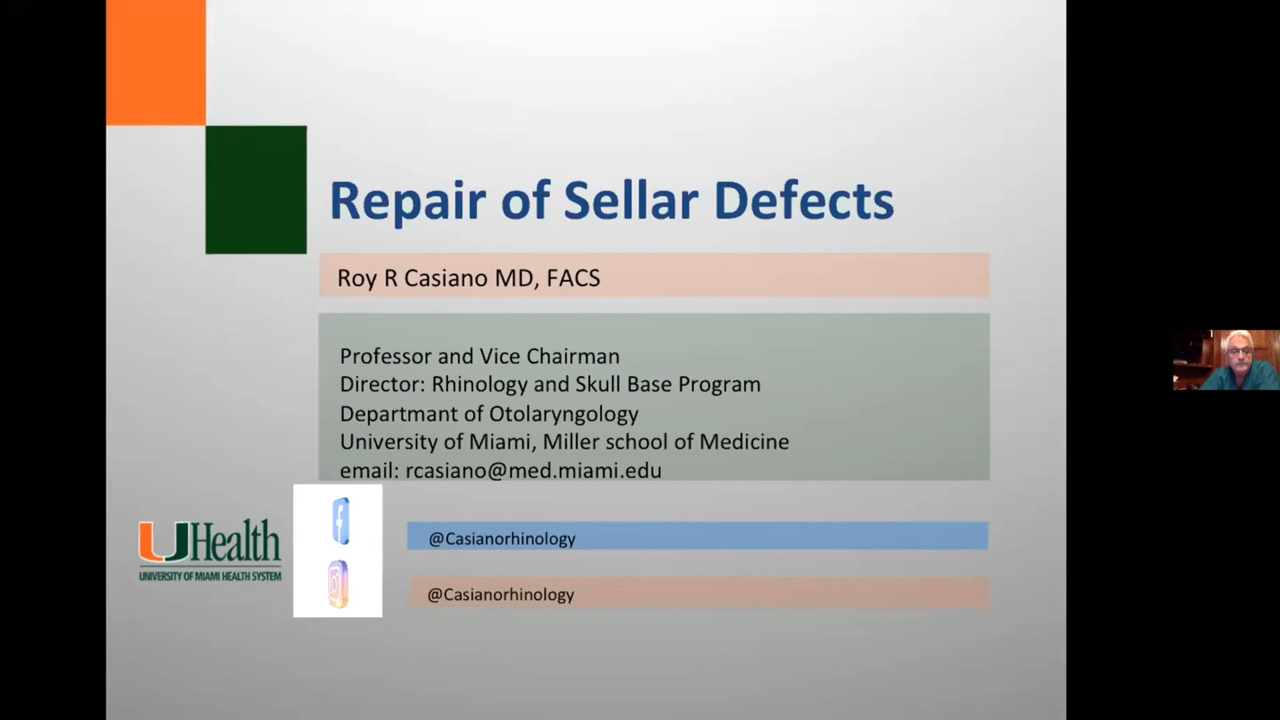 Repair of Sellar Defects
Roy R Casiano MD, FACS
Professor and Vice Chairman
Director: Rhinology and Skull Base Program
Departmant of Otolaryngology
University of Miami, Miller school of Medicine
email: rcasiano@med.miami.edu
UHealth
UNIVERSITY OF MIAMI HEALTH SYSTEM
@Casianorhinology
@Casianorhinology